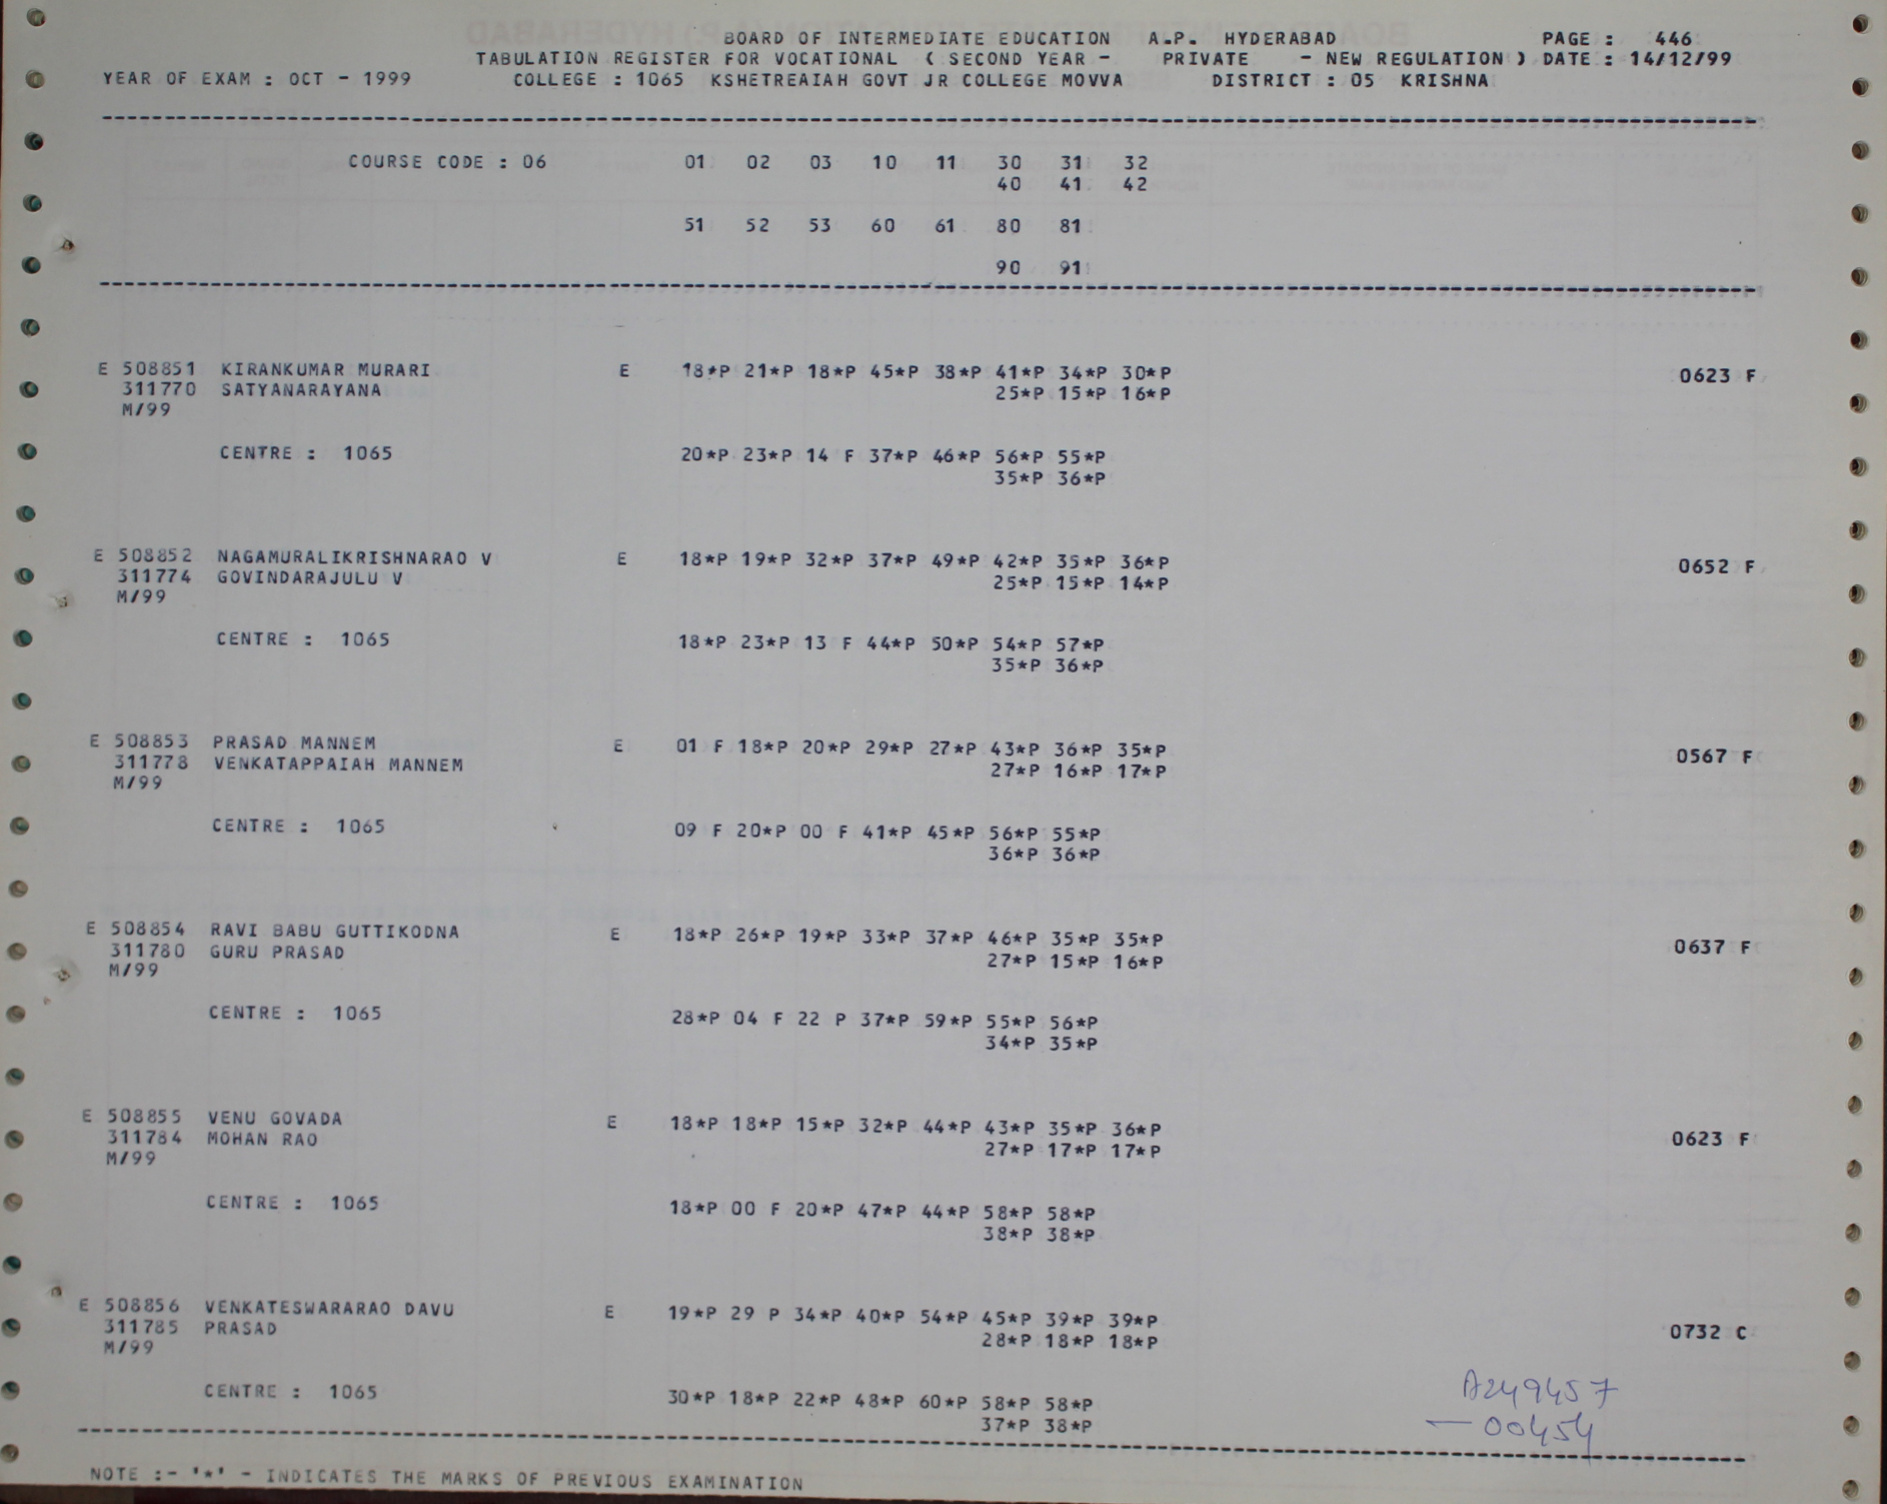 BOARD OF INTERMEDIATE EDUCATION A.P. HYDERABAD PAGE : 446
TABULATION REGISTER FOR VOCATIONAL ( SECOND YEAR - PRIVATE - NEW REGULATION ) DATE : 14/12/99
YEAR OF EXAM : OCT - 1999 COLLEGE : 1065 KSHETREAIAH GOVT JR COLLEGE MOVVA DISTRICT : 05 KRISHNA
COURSE CODE : 06 01 02 03 10 11 30 31 32
40 41 42
51 52 53 60 61 80 81
90 91
E 508851 KIRANKUMAR MURARI E 18*P 21*P 18*P 45*P 38*P 41*P 34*P 30*P 0623 F
311770 SATYANARAYANA 25*P 15*P 16*P
M/99
CENTRE : 1065 20*P 23*P 14 F 37*P 46*P 56*P 55*P
35*P 36*P
E 508852 NAGAMURALIKRISHNARAO V E 18*P 19*P 32*P 37*P 49*P 42*P 35*P 36*P 0652 F
311774 GOVINDARAJULU V 25*P 15*P 14*P
M/99
CENTRE : 1065 18*P 23*P 13 F 44*P 50*P 54*P 57*P
35*P 36*P
E 508853 PRASAD MANNEM E 01 F 18*P 20*P 29*P 27*P 43*P 36*P 35*P 0567 F
311778 VENKATAPPAIAH MANNEM 27*P 16*P 17*P
M/99
CENTRE : 1065 09 F 20*P 00 F 41*P 45*P 56*P 55*P
36*P 36*P
E 508854 RAVI BABU GUTTIKODNA E 18*P 26*P 19*P 33*P 37*P 46*P 35*P 35*P 0637 F
311780 GURU PRASAD 27*P 15*P 16*P
M/99
CENTRE : 1065 28*P 04 F 22 P 37*P 59*P 55*P 56*P
34*P 35*P
E 508855 VENU GOVADA E 18*P 18*P 15*P 32*P 44*P 43*P 35*P 36*P 0623 F
311784 MOHAN RAO 27*P 17*P 17*P
M/99
CENTRE : 1065 18*P 00 F 20*P 47*P 44*P 58*P 58*P
38*P 38*P
E 508856 VENKATESWARARAO DAVU E 19*P 29 P 34*P 40*P 54*P 45*P 39*P 39*P 0732 C
311785 PRASAD 28*P 18*P 18*P
M/99
CENTRE : 1065 30*P 18*P 22*P 48*P 60*P 58*P 58*P
37*P 38*P
A249457
— 00454
NOTE :- '*' - INDICATES THE MARKS OF PREVIOUS EXAMINATION